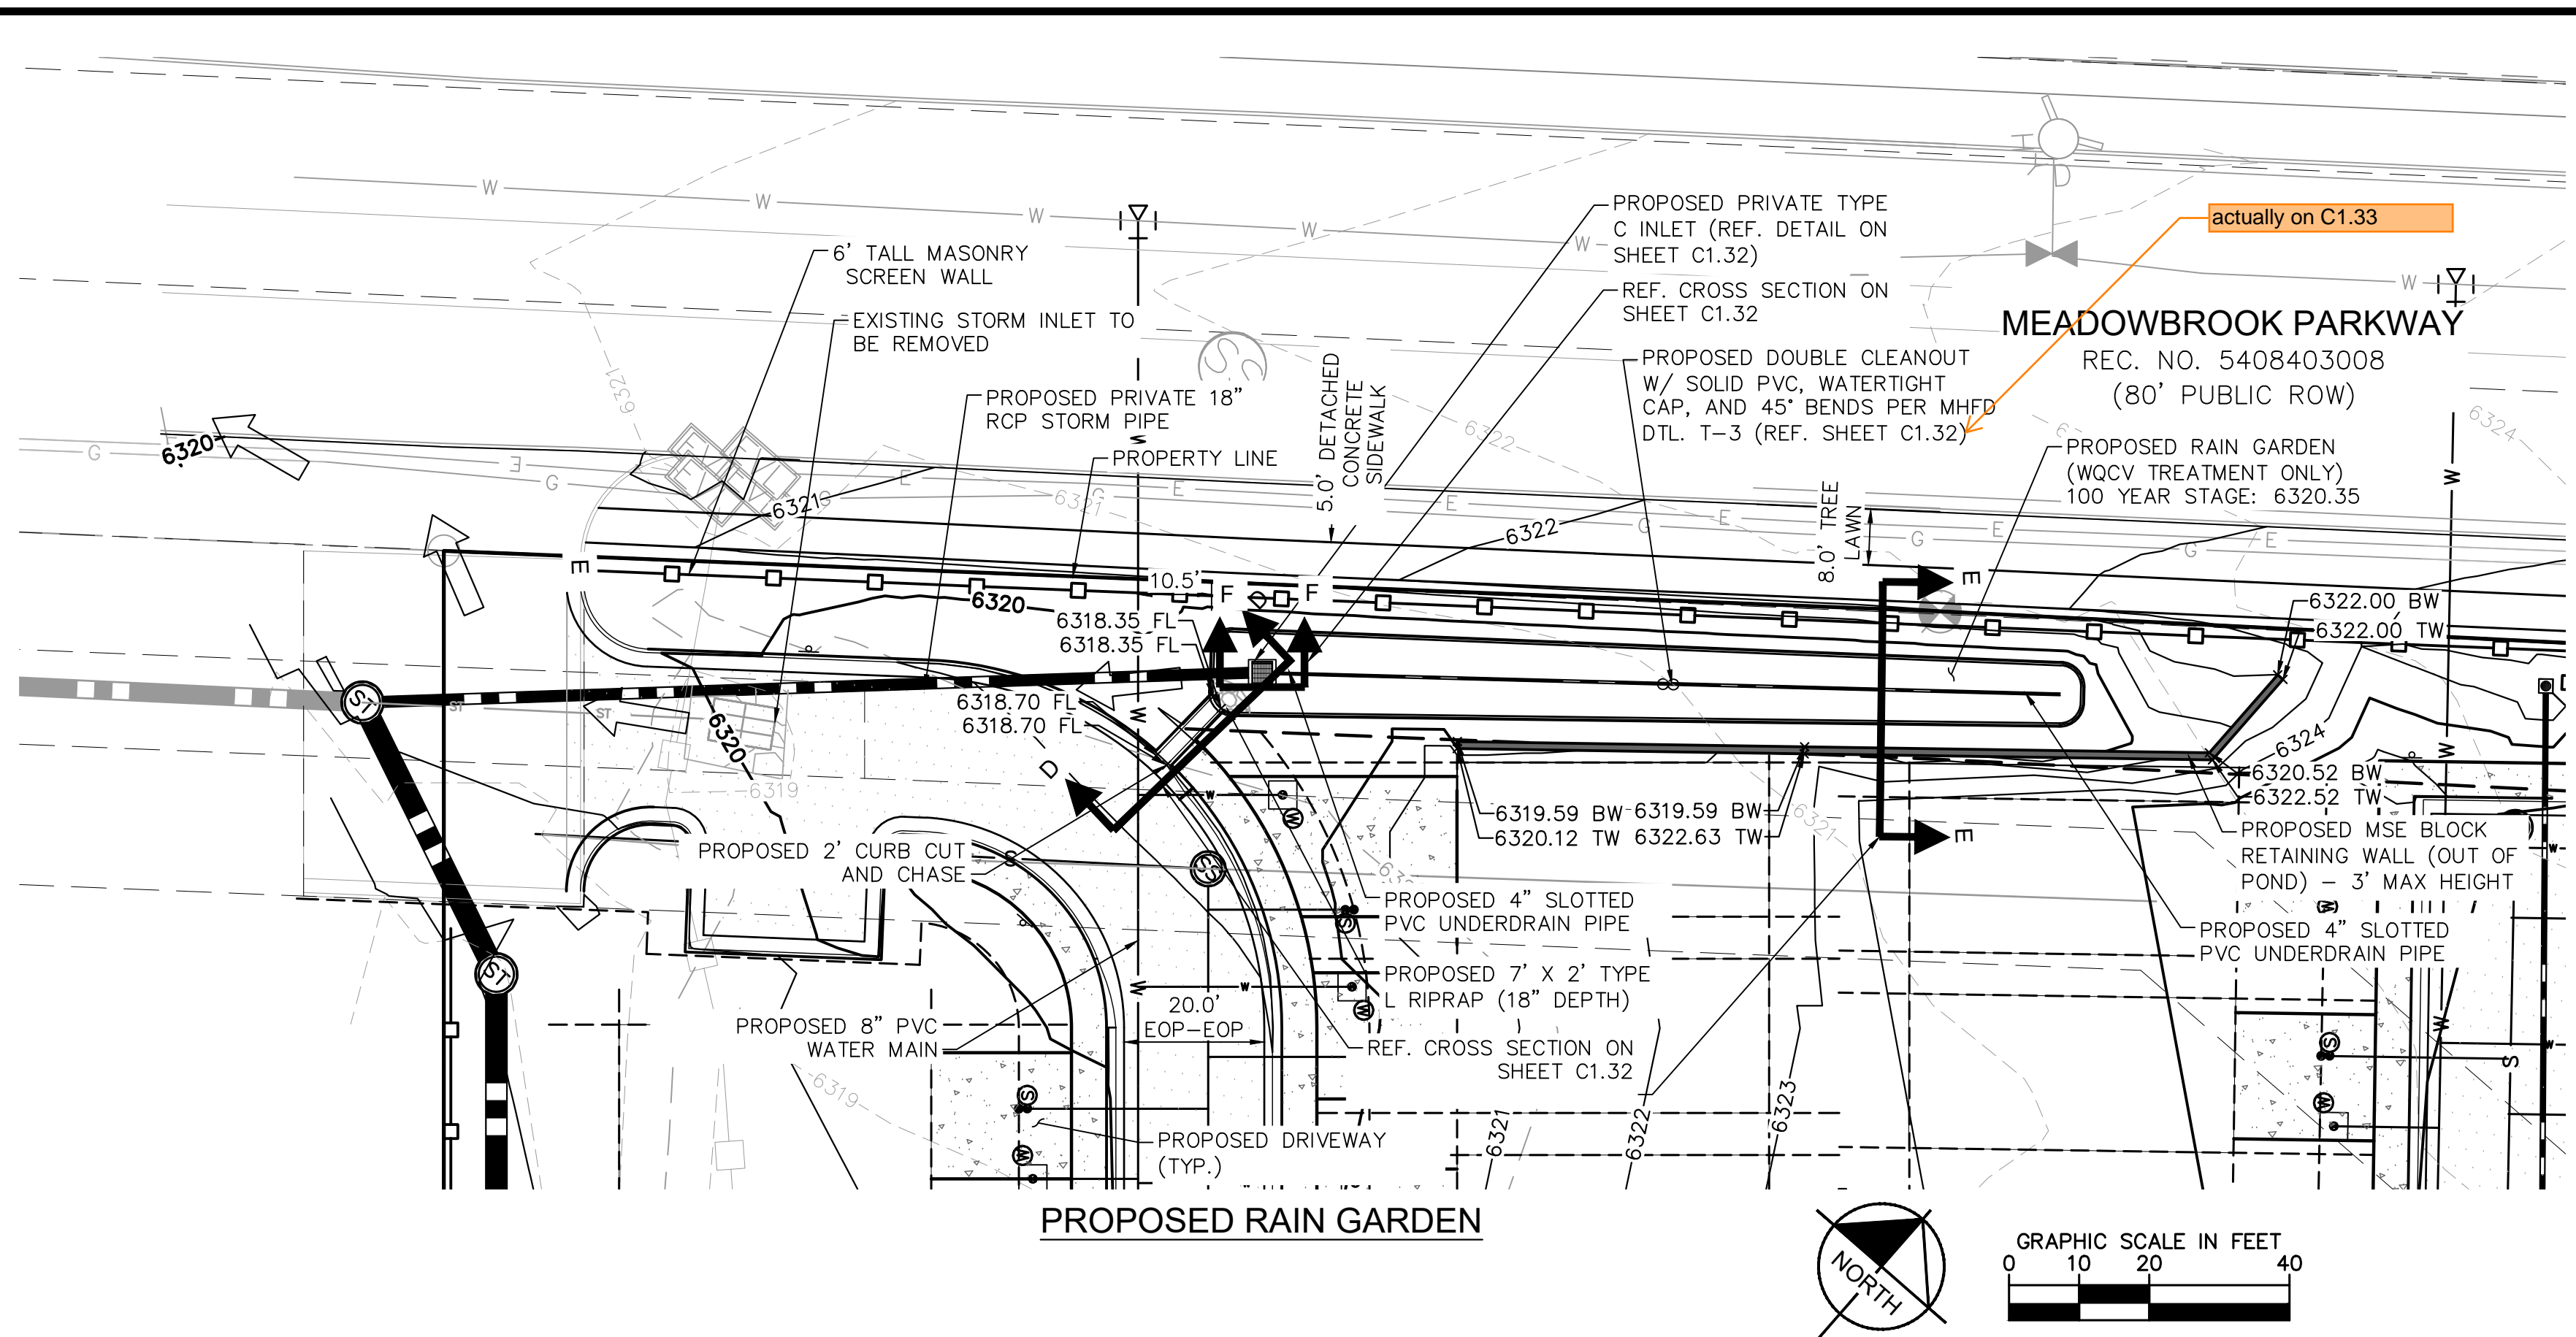 PROPOSED PRIVATE TYPE
C INLET (REF. DETAIL ON
SHEET C1.32)
actually on C1.33
6' TALL MASONRY
SCREEN WALL
REF. CROSS SECTION ON
SHEET C1.32
EXISTING STORM INLET TO
BE REMOVED
MEADOWBROOK PARKWAY
REC. NO. 5408403008
(80' PUBLIC ROW)
PROPOSED DOUBLE CLEANOUT
W/ SOLID PVC, WATERTIGHT
CAP, AND 45° BENDS PER MHFD
DTL. T-3 (REF. SHEET C1.32)
5.0' DETACHED
CONCRETE
SIDEWALK
PROPOSED PRIVATE 18"
RCP STORM PIPE
PROPERTY LINE
PROPOSED RAIN GARDEN
(WQCV TREATMENT ONLY)
100 YEAR STAGE: 6320.35
8.0' TREE
LAWN
W W W W W W
G E E G G E E G E G E G E
6321
6322
6324
6320
6321
6321
6322
10.5'
F F
D
E
E
6320
6318.35 FL
6318.35 FL
6322.00 BW
6322.00 TW
S1
ST ST
6318.70 FL
6318.70 FL
6320
D
6319
6324
6320.52 BW
6322.52 TW
6319.59 BW
6320.12 TW
6319.59 BW
6322.63 TW
6321
E
PROPOSED 2' CURB CUT
AND CHASE
SS
PROPOSED MSE BLOCK
RETAINING WALL (OUT OF
POND) – 3' MAX HEIGHT
PROPOSED 4" SLOTTED
PVC UNDERDRAIN PIPE
PROPOSED 4" SLOTTED
PVC UNDERDRAIN PIPE
S1
PROPOSED 7' X 2' TYPE
L RIPRAP (18" DEPTH)
20.0'
EOP-EOP
PROPOSED 8" PVC
WATER MAIN
REF. CROSS SECTION ON
SHEET C1.32
6319
6321
6322
6323
PROPOSED DRIVEWAY
(TYP.)
PROPOSED RAIN GARDEN
NORTH
GRAPHIC SCALE IN FEET
0 10 20 40